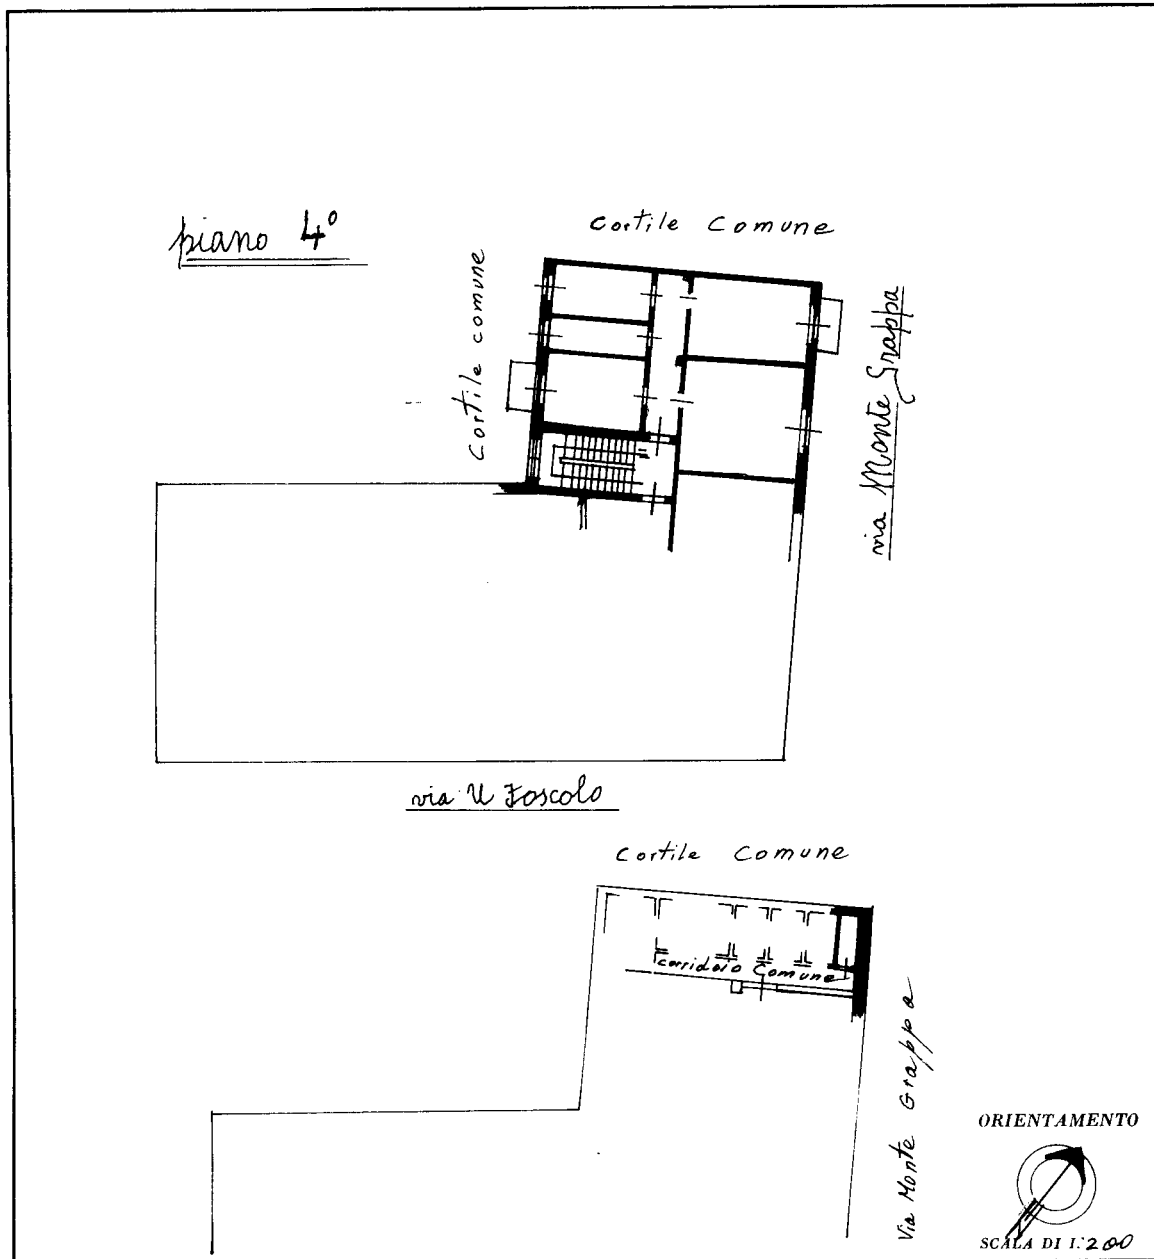 piano 4°
Cortile Comune
Cortile comune
via Monte Grappa
via U Foscolo
Cortile Comune
corridoio Comune
Via Monte Grappa
ORIENTAMENTO
SCALA DI 1:200